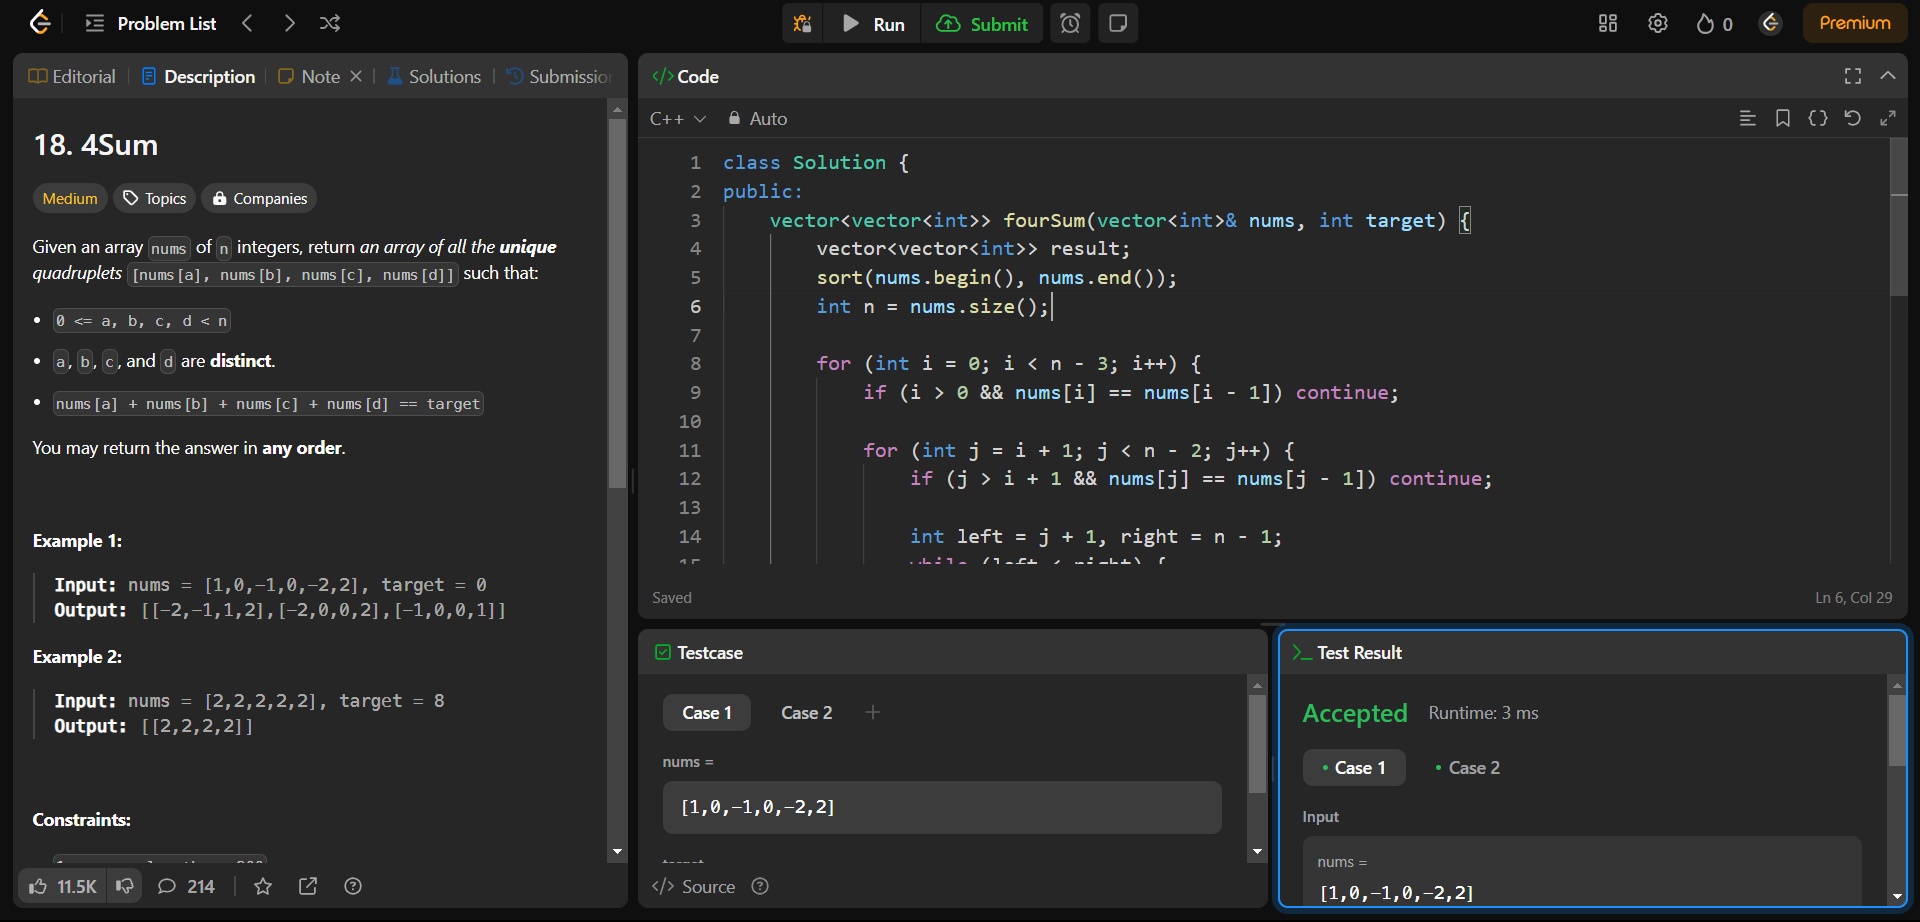 Problem List
Run
Submit
0
Premium
Editorial
Description
Note
Solutions
Submission
18. 4Sum
Medium
Topics
Companies
Given an array nums of n integers, return an array of all the unique
quadruplets [nums[a], nums[b], nums[c], nums[d]] such that:
• 0 <= a, b, c, d < n
• a, b, c, and d are distinct.
• nums[a] + nums[b] + nums[c] + nums[d] == target
You may return the answer in any order.
Example 1:
Input: nums = [1,0,-1,0,-2,2], target = 0
Output: [[-2,-1,1,2],[-2,0,0,2],[-1,0,0,1]]
Example 2:
Input: nums = [2,2,2,2,2], target = 8
Output: [[2,2,2,2]]
Constraints:
11.5K
214
</> Code
C++
Auto
1 class Solution {
2 public:
3 vector<vector<int>> fourSum(vector<int>& nums, int target) {
4 vector<vector<int>> result;
5 sort(nums.begin(), nums.end());
6 int n = nums.size();
7
8 for (int i = 0; i < n - 3; i++) {
9 if (i > 0 && nums[i] == nums[i - 1]) continue;
10
11 for (int j = i + 1; j < n - 2; j++) {
12 if (j > i + 1 && nums[j] == nums[j - 1]) continue;
13
14 int left = j + 1, right = n - 1;
15 while (left < right) {
Saved
Ln 6, Col 29
Testcase
Case 1
Case 2
+
nums =
[1,0,-1,0,-2,2]
target
</> Source
Test Result
Accepted
Runtime: 3 ms
• Case 1
• Case 2
Input
nums =
[1,0,-1,0,-2,2]